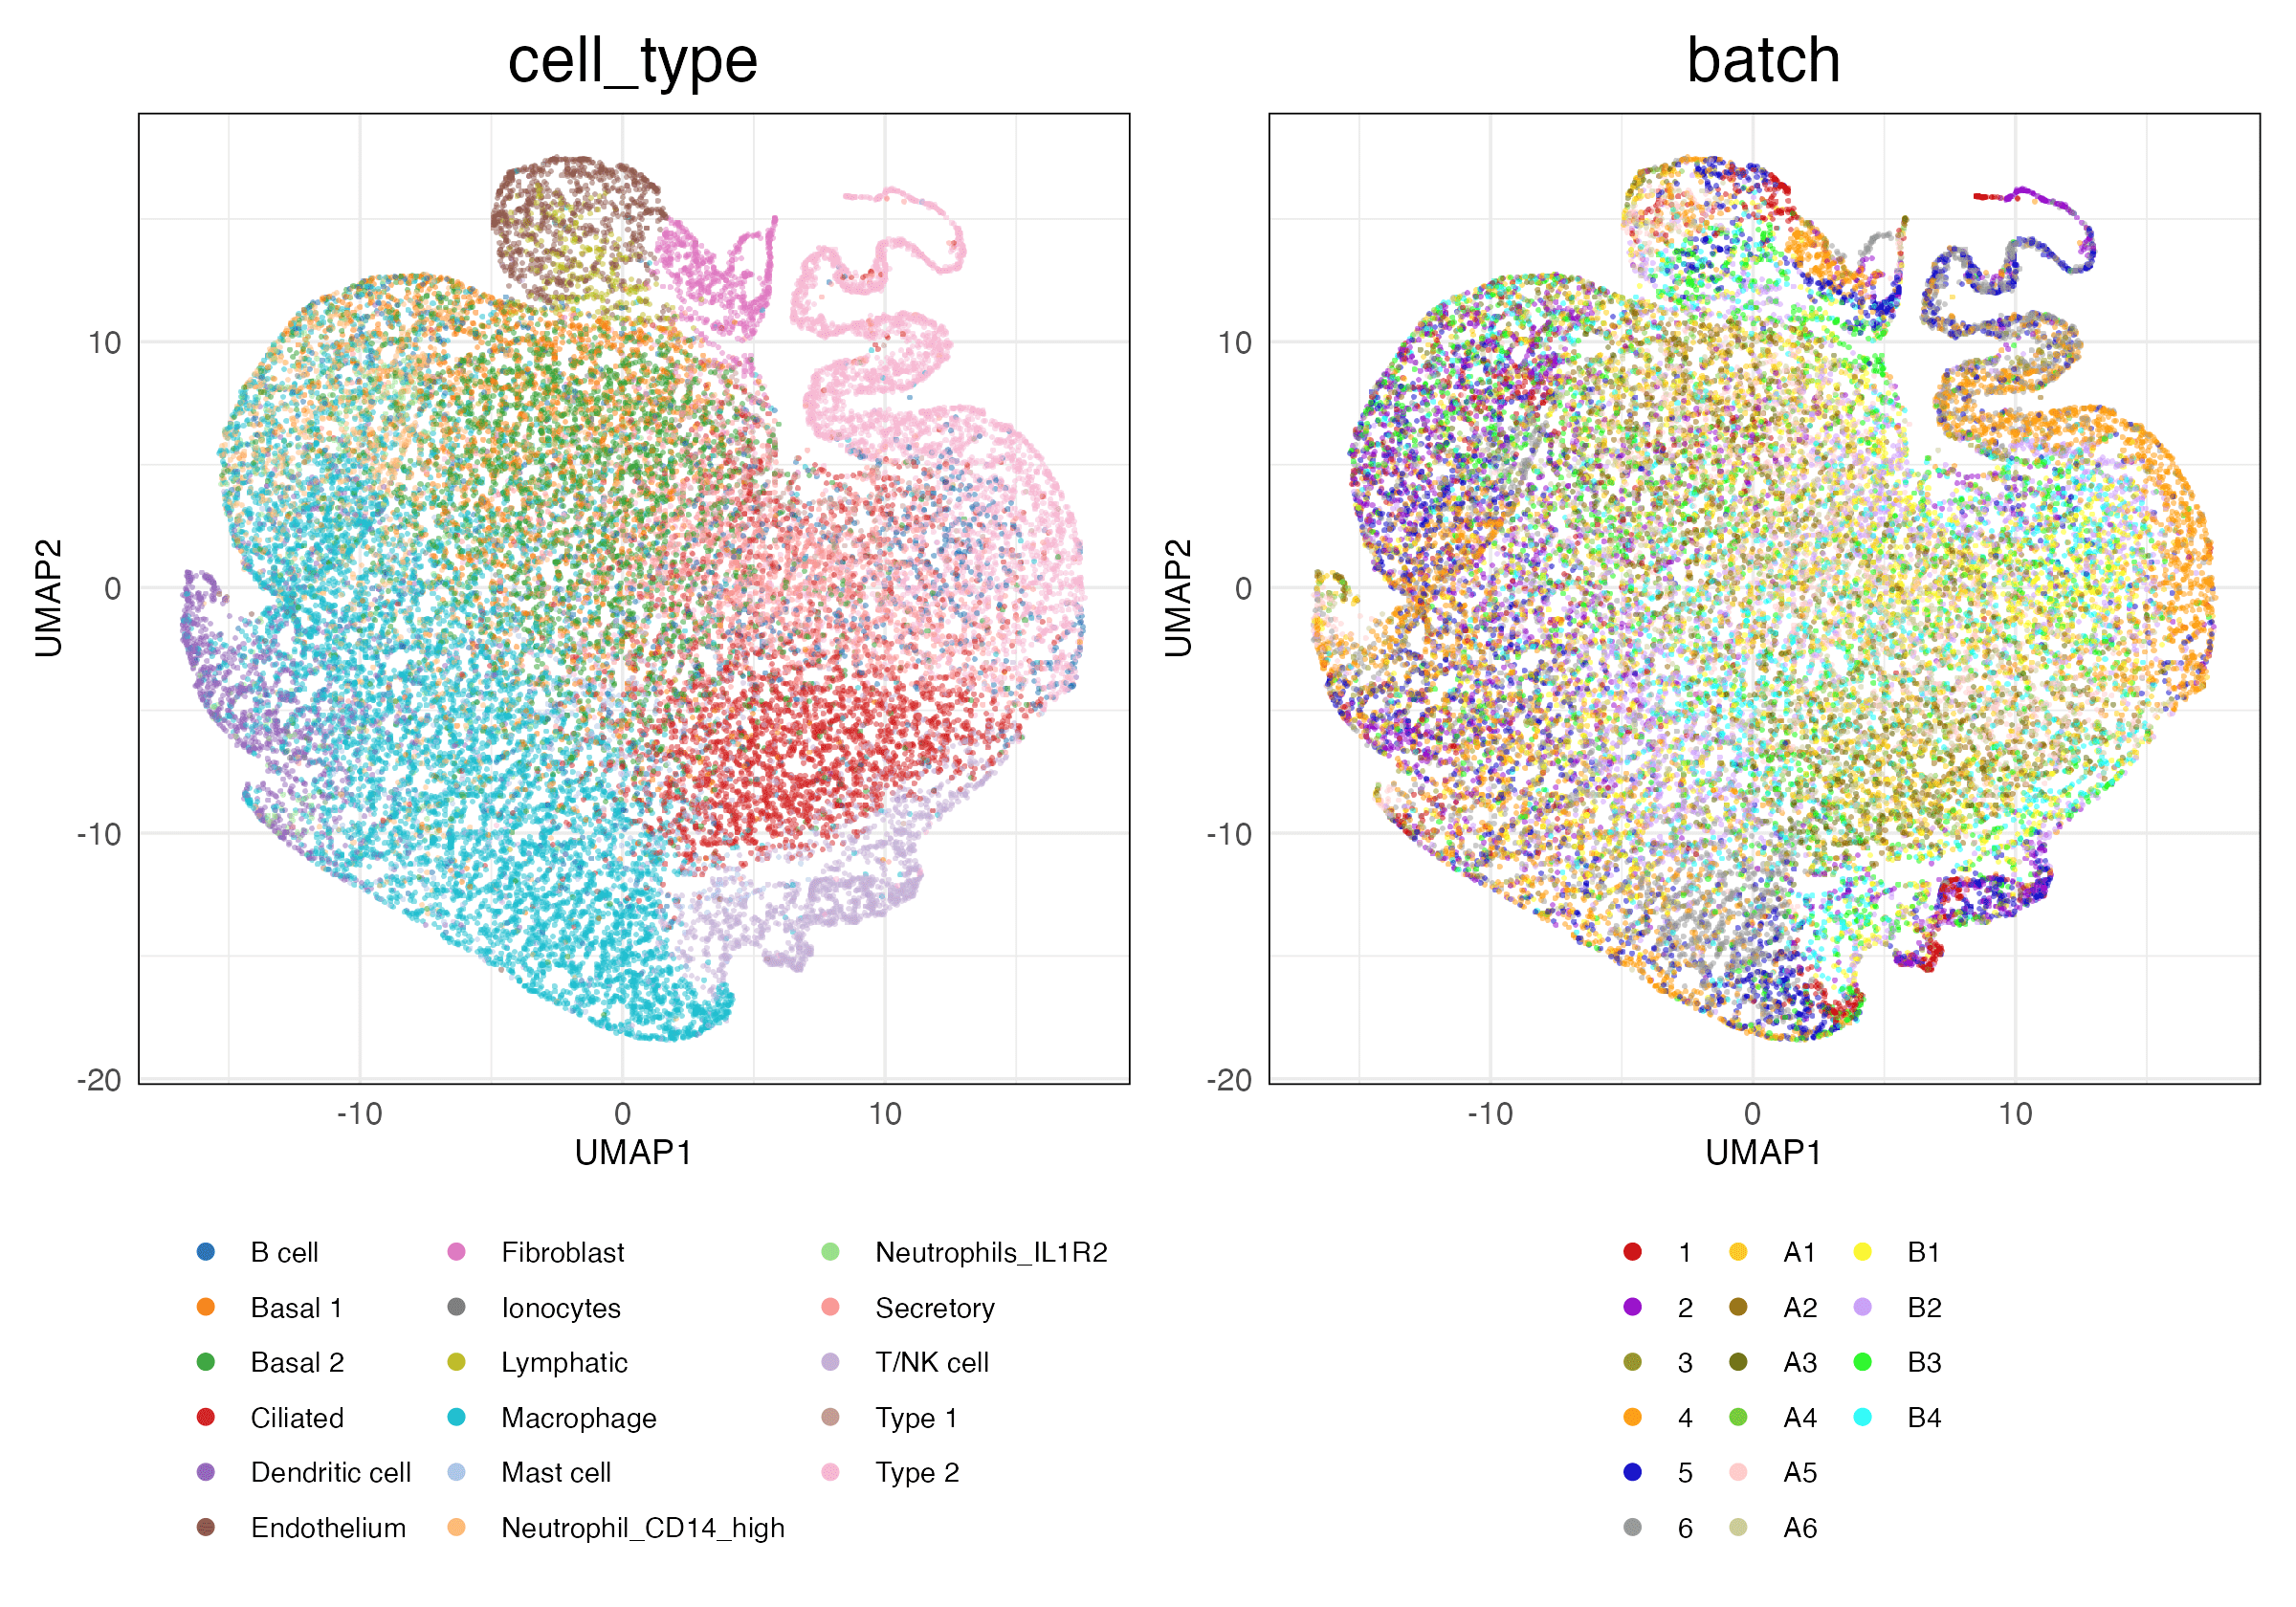 cell_type
batch
UMAP2
10
0
-10
-20
-10 0 10
UMAP1
UMAP2
10
0
-10
-20
-10 0 10
UMAP1
B cell Fibroblast Neutrophils_IL1R2
Basal 1 Ionocytes Secretory
Basal 2 Lymphatic T/NK cell
Ciliated Macrophage Type 1
Dendritic cell Mast cell Type 2
Endothelium Neutrophil_CD14_high
1 A1 B1
2 A2 B2
3 A3 B3
4 A4 B4
5 A5
6 A6